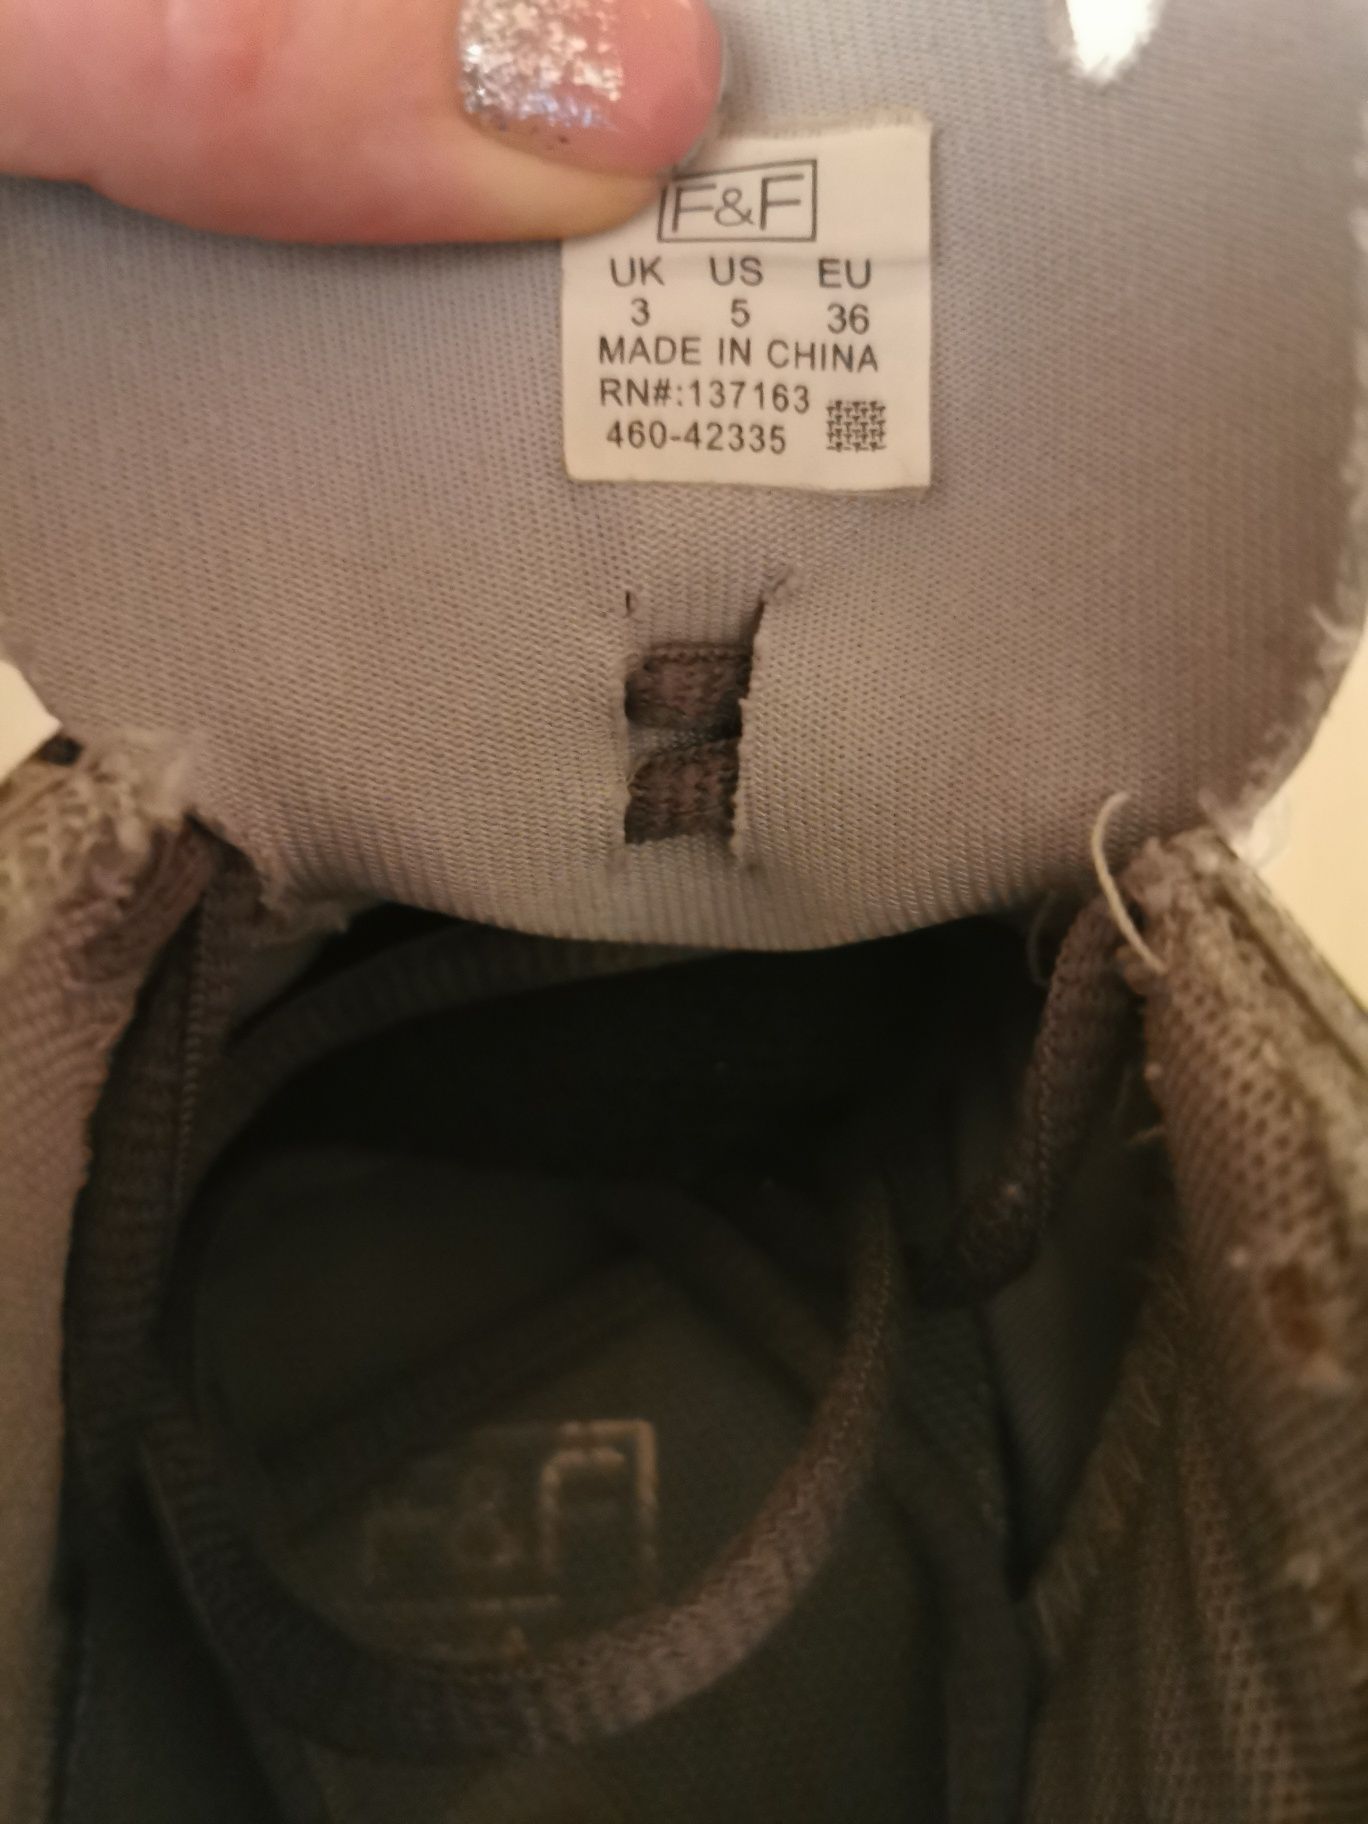 F&F
UK US EU
3 5 36
MADE IN CHINA
RN#:137163
460-42335
F&F